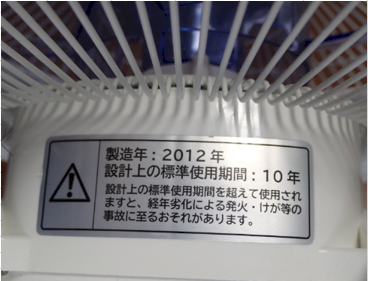 製造年：2012年
設計上の標準使用期間：10年
設計上の標準使用期間を超えて使用され
ますと、経年劣化による発火・けが等の
事故に至るおそれがあります。